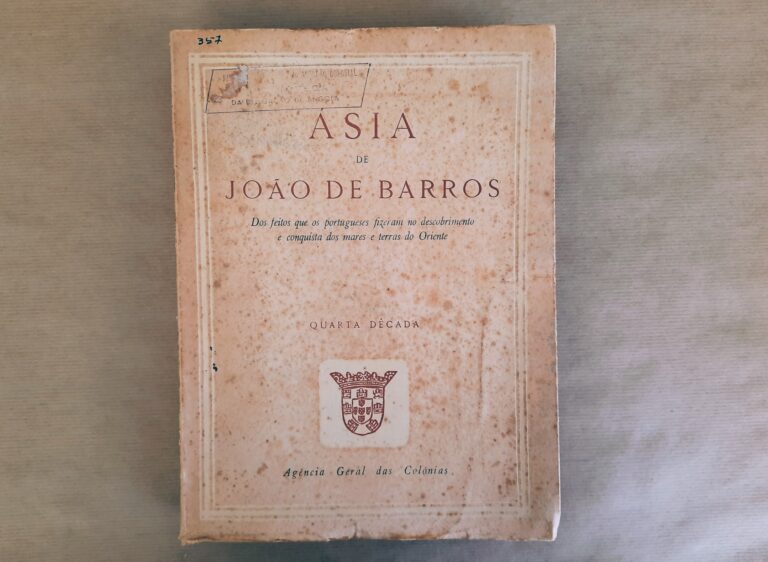 357
ÁSIA
DE
JOÃO DE BARROS
Dos feitos que os portugueses fizeram no descobrimento
e conquista dos mares e terras do Oriente
QUARTA DÉCADA
Agência Geral das Colónias